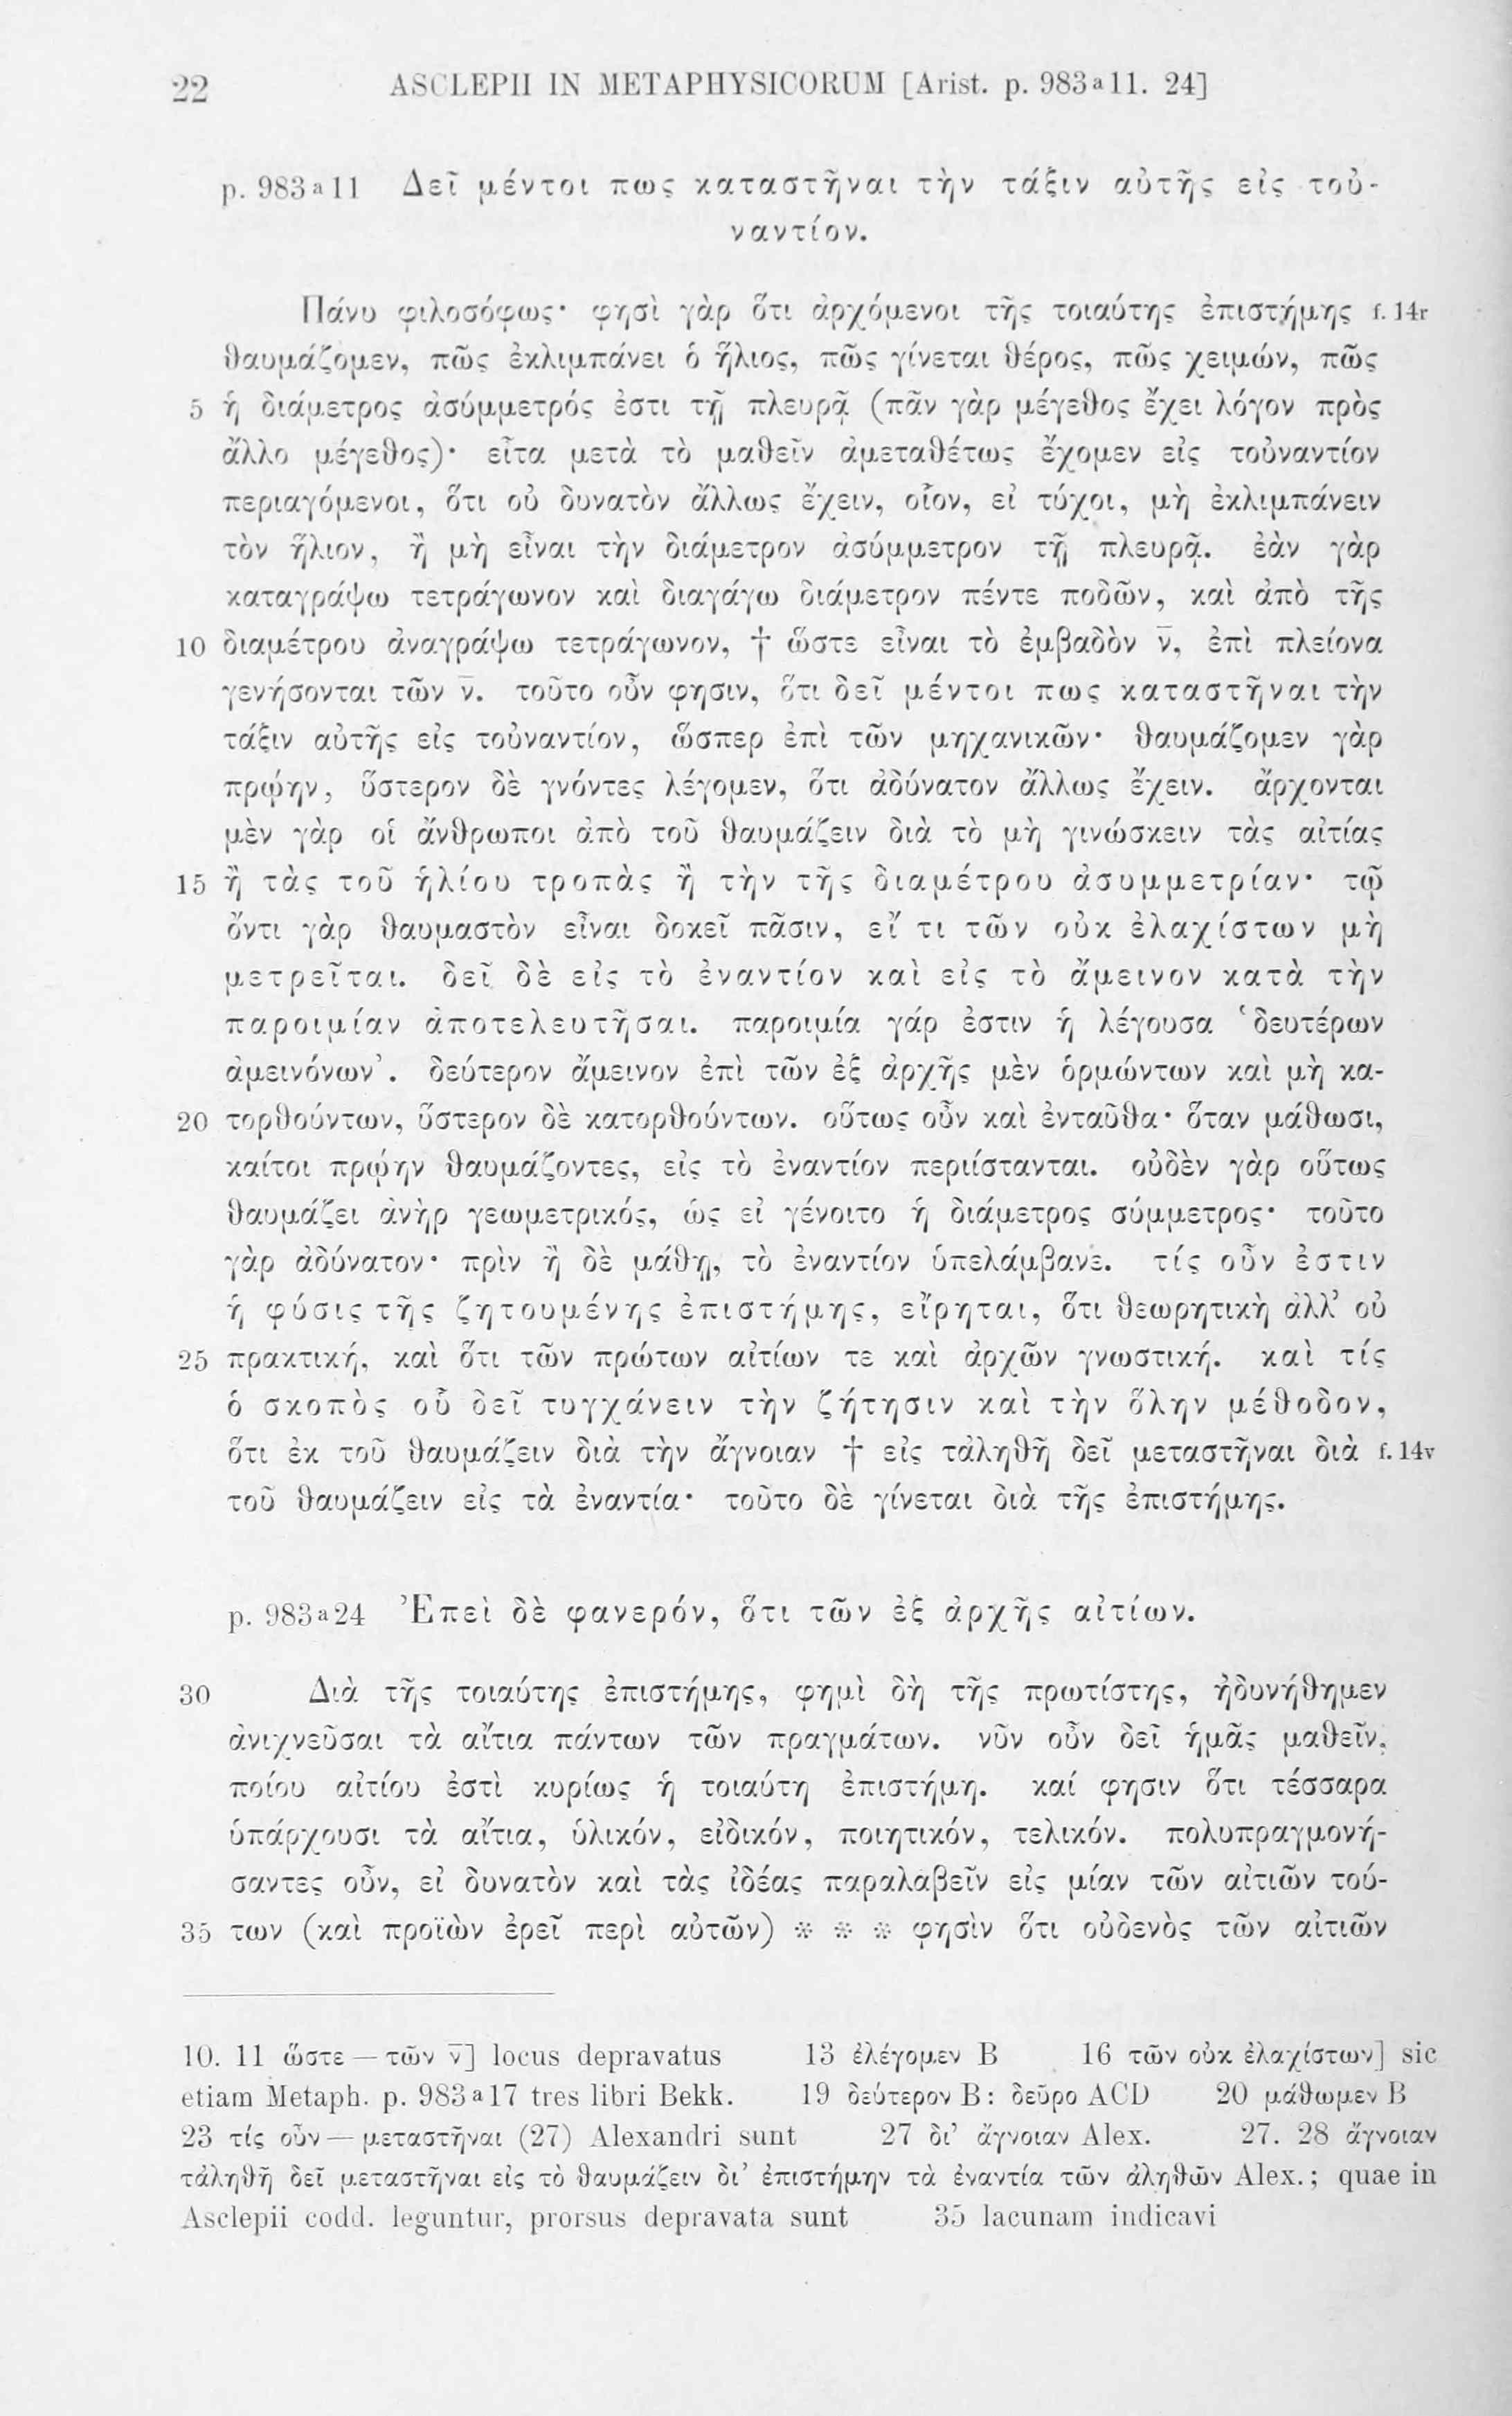 22 ASCLEPII IN METAPHYSICORUM [Arist. p. 983a11. 24]
p. 983a11 Δεῖ μέντοι πως καταστῆναι τὴν τάξιν αὐτῆς εἰς τοὐ-
ναντίον.
Πάνυ φιλοσόφως· φησὶ γὰρ ὅτι ἀρχόμενοι τῆς τοιαύτης ἐπιστήμης f. 14r
θαυμάζομεν, πῶς ἐκλιμπάνει ὁ ἥλιος, πῶς γίνεται θέρος, πῶς χειμών, πῶς
5 ἡ διάμετρος ἀσύμμετρός ἐστι τῇ πλευρᾷ (πᾶν γὰρ μέγεθος ἔχει λόγον πρὸς
ἄλλο μέγεθος)· εἶτα μετὰ τὸ μαθεῖν ἀμεταθέτως ἔχομεν εἰς τοὐναντίον
περιαγόμενοι, ὅτι οὐ δυνατὸν ἄλλως ἔχειν, οἷον, εἰ τύχοι, μὴ ἐκλιμπάνειν
τὸν ἥλιον, ἢ μὴ εἶναι τὴν διάμετρον ἀσύμμετρον τῇ πλευρᾷ. ἐὰν γὰρ
καταγράψω τετράγωνον καὶ διαγάγω διάμετρον πέντε ποδῶν, καὶ ἀπὸ τῆς
10 διαμέτρου ἀναγράψω τετράγωνον, † ὥστε εἶναι τὸ ἐμβαδὸν ν̅, ἐπὶ πλείονα
γενήσονται τῶν ν̅. τοῦτο οὖν φησιν, ὅτι δεῖ μέντοι πως καταστῆναι τὴν
τάξιν αὐτῆς εἰς τοὐναντίον, ὥσπερ ἐπὶ τῶν μηχανικῶν· θαυμάζομεν γὰρ
πρῴην, ὕστερον δὲ γνόντες λέγομεν, ὅτι ἀδύνατον ἄλλως ἔχειν. ἄρχονται
μὲν γὰρ οἱ ἄνθρωποι ἀπὸ τοῦ θαυμάζειν διὰ τὸ μὴ γινώσκειν τὰς αἰτίας
15 ἢ τὰς τοῦ ἡλίου τροπὰς ἢ τὴν τῆς διαμέτρου ἀσυμμετρίαν· τῷ
ὄντι γὰρ θαυμαστὸν εἶναι δοκεῖ πᾶσιν, εἴ τι τῶν οὐκ ἐλαχίστων μὴ
μετρεῖται. δεῖ δὲ εἰς τὸ ἐναντίον καὶ εἰς τὸ ἄμεινον κατὰ τὴν
παροιμίαν ἀποτελευτῆσαι. παροιμία γάρ ἐστιν ἡ λέγουσα ‘δευτέρων
ἀμεινόνων’. δεύτερον ἄμεινον ἐπὶ τῶν ἐξ ἀρχῆς μὲν ὁρμώντων καὶ μὴ κα-
20 τορθούντων, ὕστερον δὲ κατορθούντων. οὕτως οὖν καὶ ἐνταῦθα· ὅταν μάθωσι,
καίτοι πρῴην θαυμάζοντες, εἰς τὸ ἐναντίον περιίστανται. οὐδὲν γὰρ οὕτως
θαυμάζει ἀνὴρ γεωμετρικός, ὡς εἰ γένοιτο ἡ διάμετρος σύμμετρος· τοῦτο
γὰρ ἀδύνατον· πρὶν ἢ δὲ μάθῃ, τὸ ἐναντίον ὑπελάμβανε. τίς οὖν ἐστιν
ἡ φύσις τῆς ζητουμένης ἐπιστήμης, εἴρηται, ὅτι θεωρητικὴ ἀλλ’ οὐ
25 πρακτική, καὶ ὅτι τῶν πρώτων αἰτίων τε καὶ ἀρχῶν γνωστική. καὶ τίς
ὁ σκοπὸς οὗ δεῖ τυγχάνειν τὴν ζήτησιν καὶ τὴν ὅλην μέθοδον,
ὅτι ἐκ τοῦ θαυμάζειν διὰ τὴν ἄγνοιαν † εἰς τἀληθῆ δεῖ μεταστῆναι διὰ f. 14v
τοῦ θαυμάζειν εἰς τὰ ἐναντία· τοῦτο δὲ γίνεται διὰ τῆς ἐπιστήμης.
p. 983a24 Ἐπεὶ δὲ φανερόν, ὅτι τῶν ἐξ ἀρχῆς αἰτίων.
30 Διὰ τῆς τοιαύτης ἐπιστήμης, φημὶ δὴ τῆς πρωτίστης, ἠδυνήθημεν
ἀνιχνεῦσαι τὰ αἴτια πάντων τῶν πραγμάτων. νῦν οὖν δεῖ ἡμᾶς μαθεῖν,
ποίου αἰτίου ἐστὶ κυρίως ἡ τοιαύτη ἐπιστήμη. καί φησιν ὅτι τέσσαρα
ὑπάρχουσι τὰ αἴτια, ὑλικόν, εἰδικόν, ποιητικόν, τελικόν. πολυπραγμονή-
σαντες οὖν, εἰ δυνατὸν καὶ τὰς ἰδέας παραλαβεῖν εἰς μίαν τῶν αἰτιῶν τού-
35 των (καὶ προϊὼν ἐρεῖ περὶ αὐτῶν) * * * φησὶν ὅτι οὐδενὸς τῶν αἰτιῶν
10. 11 ὥστε — τῶν ν̅] locus depravatus 13 ἐλέγομεν B 16 τῶν οὐκ ἐλαχίστων] sic
etiam Metaph. p. 983a17 tres libri Bekk. 19 δεύτερον B: δεῦρο ACD 20 μάθωμεν B
23 τίς οὖν — μεταστῆναι (27) Alexandri sunt 27 δι’ ἄγνοιαν Alex. 27. 28 ἄγνοιαν
τἀληθῆ δεῖ μεταστῆναι εἰς τὸ θαυμάζειν δι’ ἐπιστήμην τὰ ἐναντία τῶν ἀληθῶν Alex.; quae in
Asclepii codd. leguntur, prorsus depravata sunt 35 lacunam indicavi